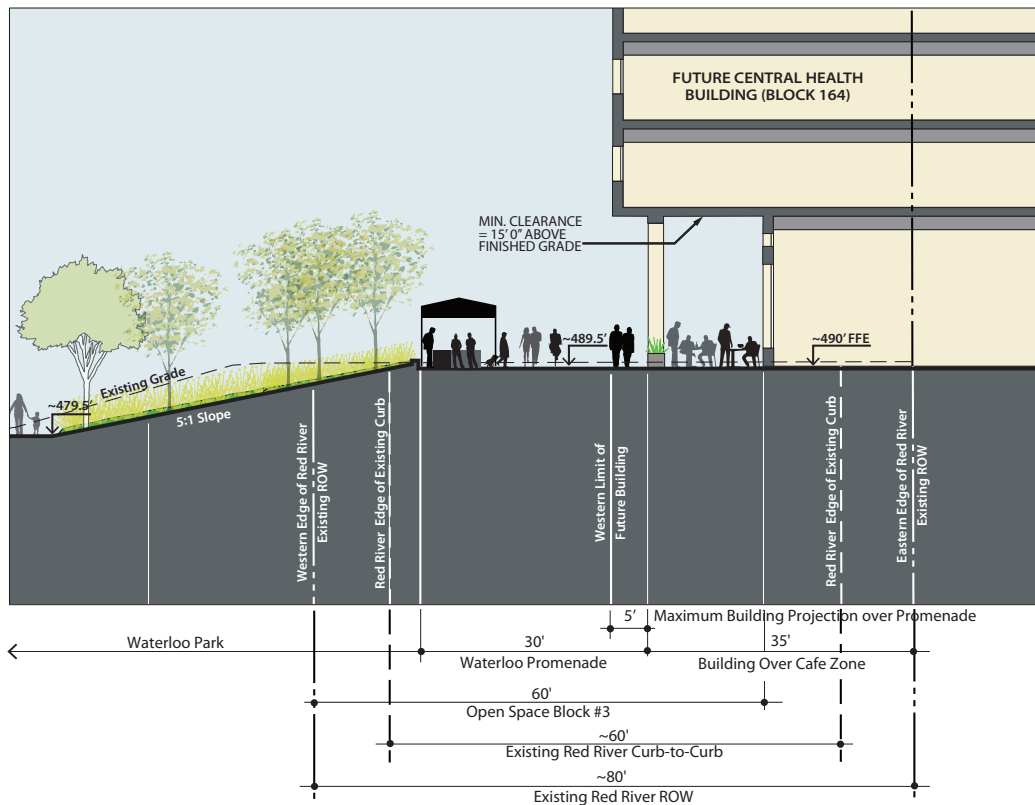 FUTURE CENTRAL HEALTH
BUILDING (BLOCK 164)
MIN. CLEARANCE
= 15’ 0” ABOVE
FINISHED GRADE
~489.5’
~490’ FFE
Existing Grade
~479.5’
5:1 Slope
Western Edge of Red River
Existing ROW
Red River Edge of Existing Curb
Western Limit of
Future Building
Red River Edge of Existing Curb
Eastern Edge of Red River
Existing ROW
5’
Maximum Building Projection over Promenade
Waterloo Park
30'
35'
Waterloo Promenade
Building Over Cafe Zone
60'
Open Space Block #3
~60'
Existing Red River Curb-to-Curb
~80'
Existing Red River ROW